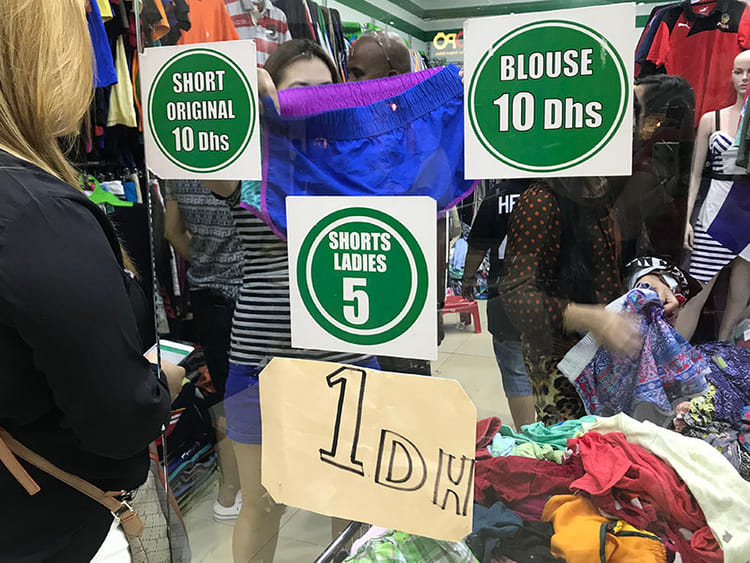 SHORT
ORIGINAL
10 Dhs
BLOUSE
10 Dhs
SHORTS
LADIES
5
1 DH